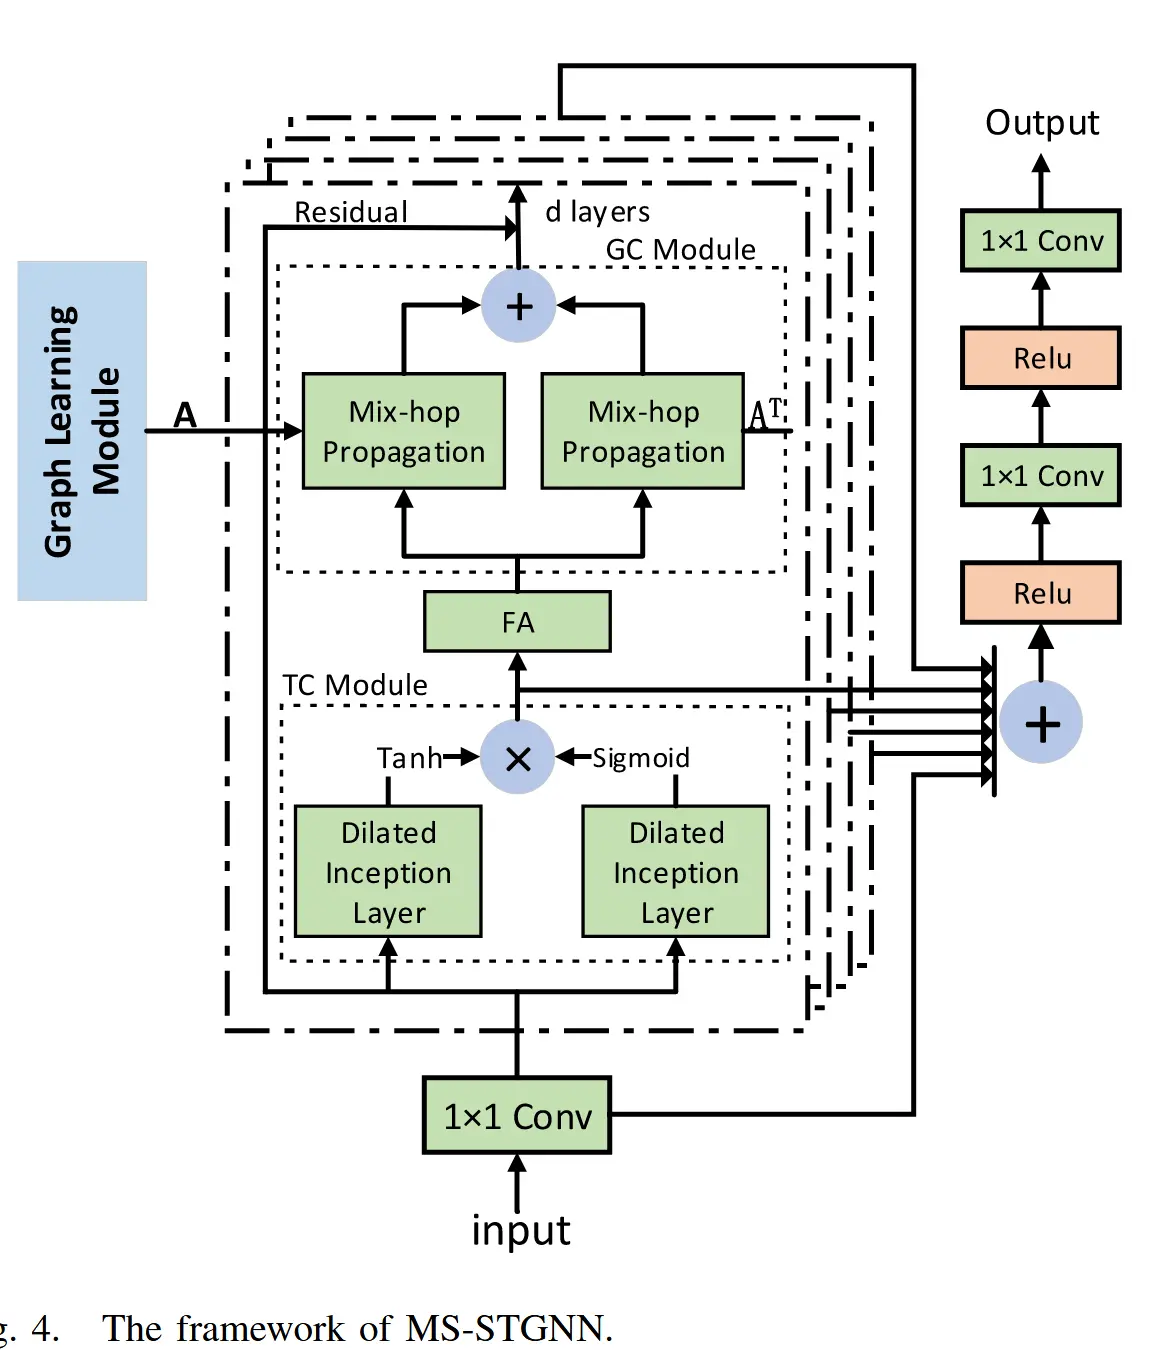 Output
1×1 Conv
Relu
1×1 Conv
Relu
+
Residual
d layers
GC Module
+
Graph Learning
Module
A
Mix-hop
Propagation
Mix-hop
Propagation
Aᵀ
FA
TC Module
Tanh
×
Sigmoid
Dilated
Inception
Layer
Dilated
Inception
Layer
1×1 Conv
input
g. 4. The framework of MS-STGNN.